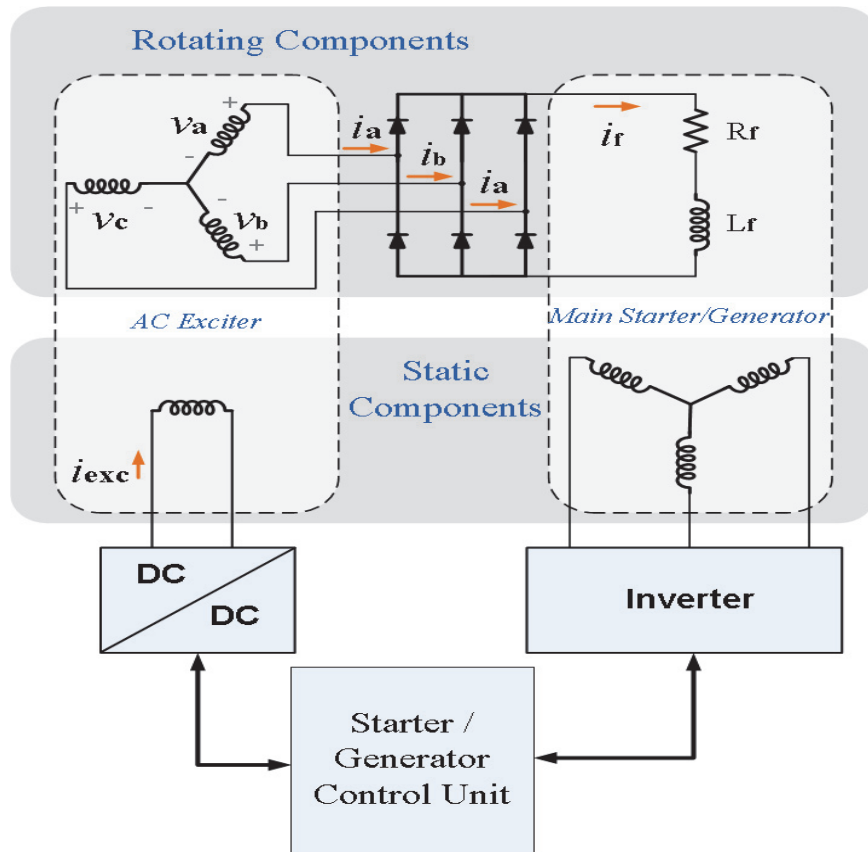 Rotating Components
+
va
-
ia
ib
ia
if
Rf
Lf
+
vc
-
-
vb
+
AC Exciter
Main Starter/Generator
Static
Components
iexc
DC
DC
Inverter
Starter /
Generator
Control Unit